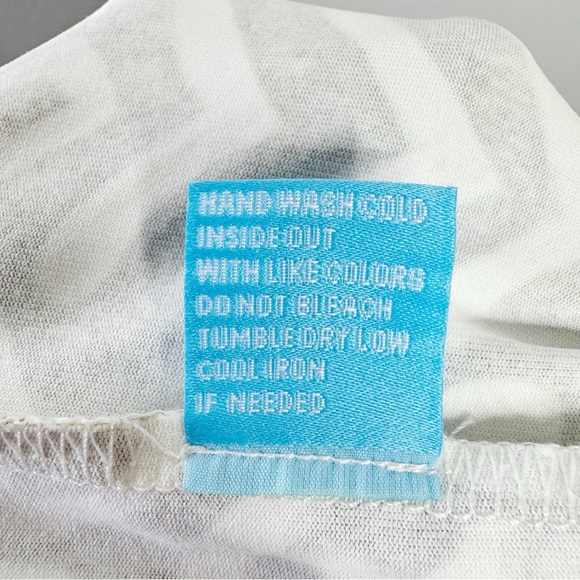 HAND WASH COLD
INSIDE OUT
WITH LIKE COLORS
DO NOT BLEACH
TUMBLE DRY LOW
COOL IRON
IF NEEDED